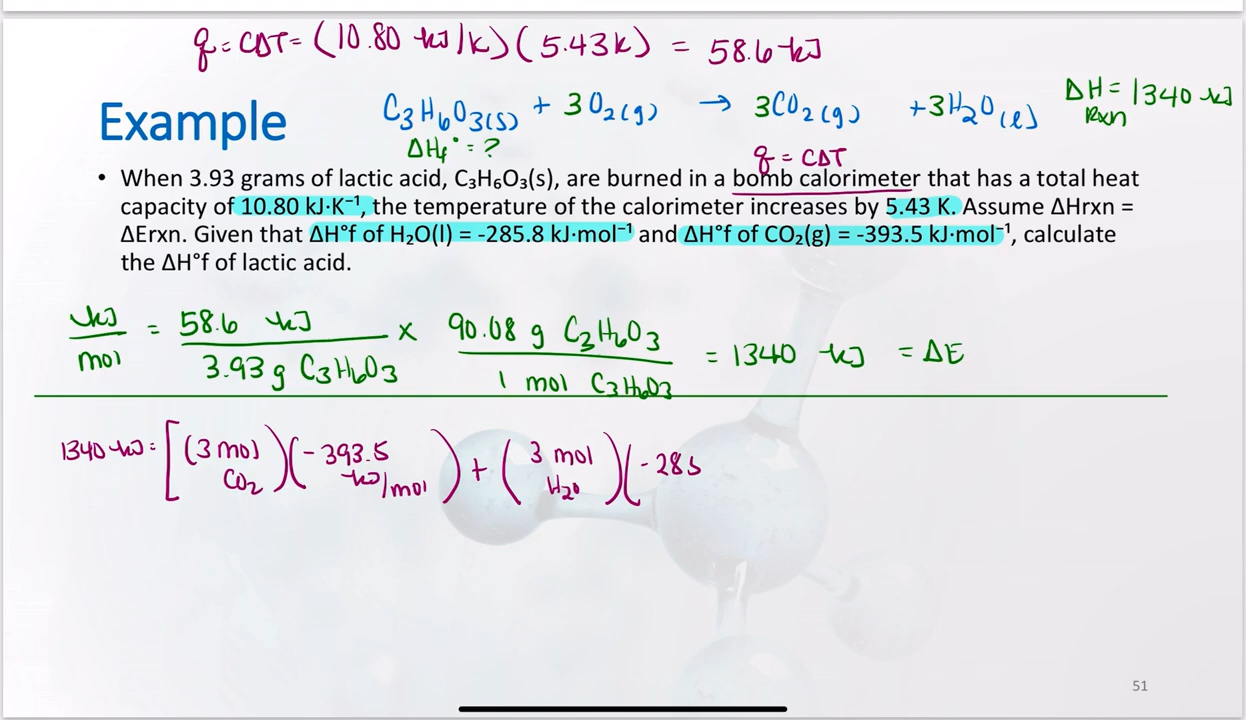 q = CΔT = (10.80 kJ/K)(5.43K) = 58.6 kJ
Example
C3H6O3(s) + 3O2(g) → 3CO2(g) +3H2O(l) ΔH = 1340 kJ
Rxn
ΔHf° = ?
q = CΔT
• When 3.93 grams of lactic acid, C₃H₆O₃(s), are burned in a bomb calorimeter that has a total heat
capacity of 10.80 kJ·K⁻¹, the temperature of the calorimeter increases by 5.43 K. Assume ΔHrxn =
ΔErxn. Given that ΔH°f of H₂O(l) = -285.8 kJ·mol⁻¹ and ΔH°f of CO₂(g) = -393.5 kJ·mol⁻¹, calculate
the ΔH°f of lactic acid.
kJ = 58.6 kJ × 90.08 g C3H6O3
mol 3.93 g C3H6O3 1 mol C3H6O3 = 1340 kJ = ΔE
1340 kJ = [(3 mol)(-393.5 ) + (3 mol)(-285
CO2 kJ/mol H2O
51